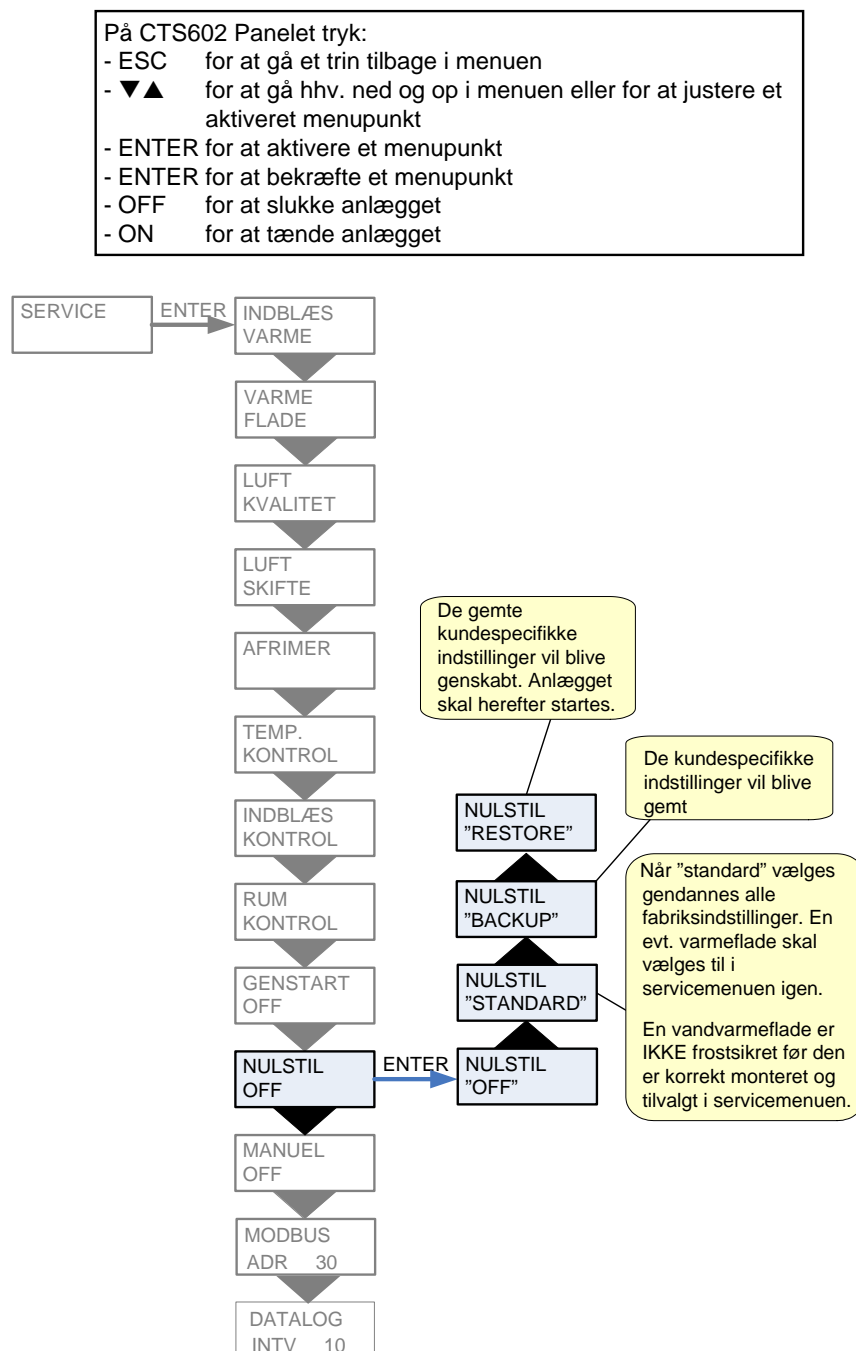 På CTS602 Panelet tryk:
- ESC for at gå et trin tilbage i menuen
- ▼▲ for at gå hhv. ned og op i menuen eller for at justere et
aktiveret menupunkt
- ENTER for at aktivere et menupunkt
- ENTER for at bekræfte et menupunkt
- OFF for at slukke anlægget
- ON for at tænde anlægget
SERVICE
ENTER
INDBLÆS
VARME
VARME
FLADE
LUFT
KVALITET
LUFT
SKIFTE
AFRIMER
TEMP.
KONTROL
INDBLÆS
KONTROL
RUM
KONTROL
GENSTART
OFF
NULSTIL
OFF
ENTER
NULSTIL
"OFF"
NULSTIL
”STANDARD”
NULSTIL
”BACKUP”
NULSTIL
”RESTORE”
De gemte
kundespecifikke
indstillinger vil blive
genskabt. Anlægget
skal herefter startes.
De kundespecifikke
indstillinger vil blive
gemt
Når ”standard” vælges
gendannes alle
fabriksindstillinger. En
evt. varmeflade skal
vælges til i
servicemenuen igen.
En vandvarmeflade er
IKKE frostsikret før den
er korrekt monteret og
tilvalgt i servicemenuen.
MANUEL
OFF
MODBUS
ADR 30
DATALOG
INTV 10